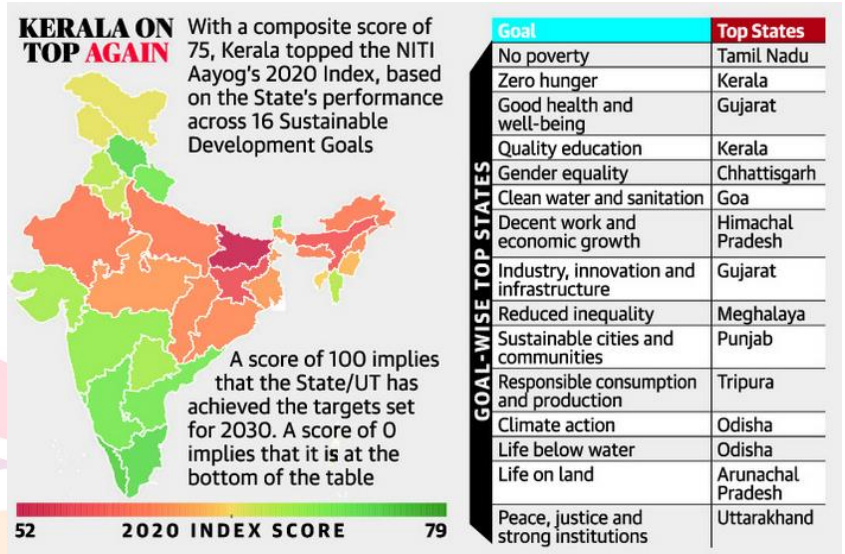 KERALA ON
TOP AGAIN
With a composite score of
75, Kerala topped the NITI
Aayog's 2020 Index, based
on the State's performance
across 16 Sustainable
Development Goals
A score of 100 implies
that the State/UT has
achieved the targets set
for 2030. A score of 0
implies that it is at the
bottom of the table
52 2020 INDEX SCORE 79
GOAL-WISE TOP STATES
Goal Top States
No poverty Tamil Nadu
Zero hunger Kerala
Good health and Gujarat
well-being
Quality education Kerala
Gender equality Chhattisgarh
Clean water and sanitation Goa
Decent work and Himachal
economic growth Pradesh
Industry, innovation and Gujarat
infrastructure
Reduced inequality Meghalaya
Sustainable cities and Punjab
communities
Responsible consumption Tripura
and production
Climate action Odisha
Life below water Odisha
Life on land Arunachal
Pradesh
Peace, justice and Uttarakhand
strong institutions